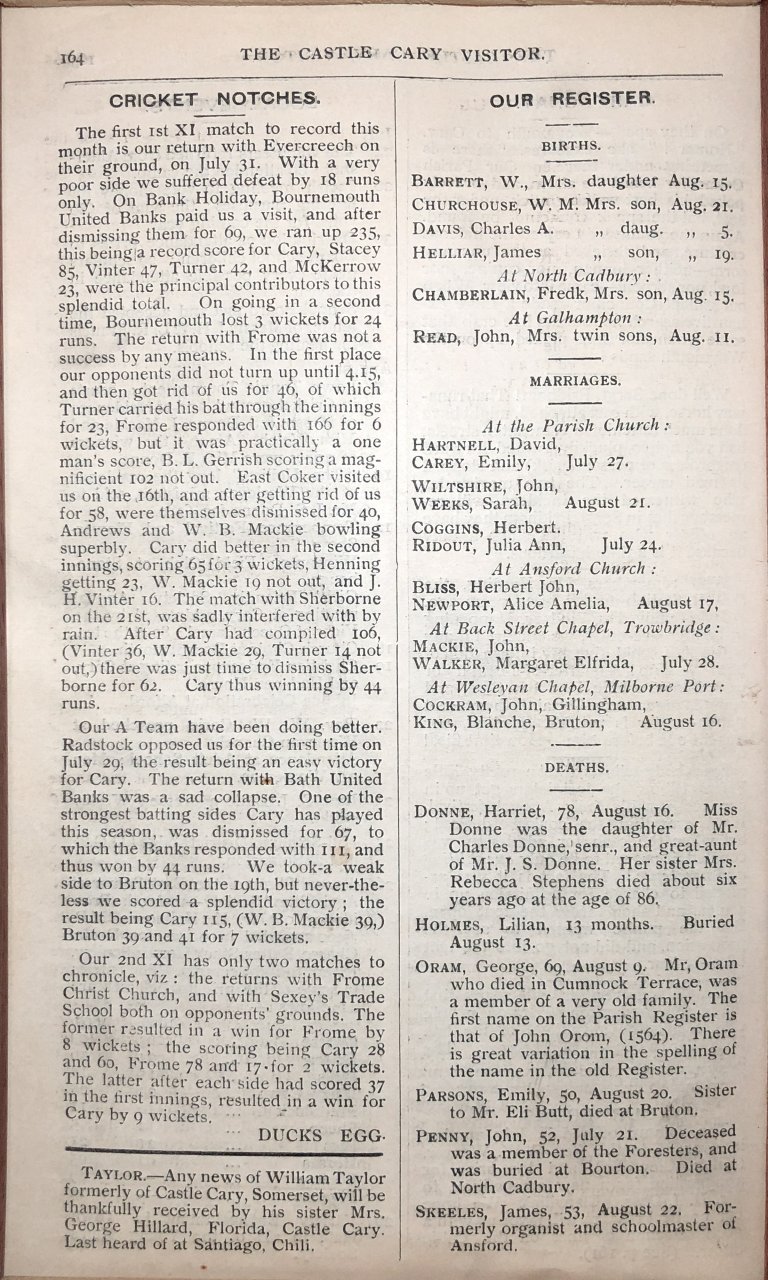 164
THE CASTLE CARY VISITOR.
CRICKET NOTCHES.
The first 1st XI match to record this
month is our return with Evercreech on
their ground, on July 31. With a very
poor side we suffered defeat by 18 runs
only. On Bank Holiday, Bournemouth
United Banks paid us a visit, and after
dismissing them for 69, we ran up 235,
this being a record score for Cary, Stacey
85, Vinter 47, Turner 42, and McKerrow
23, were the principal contributors to this
splendid total. On going in a second
time, Bournemouth lost 3 wickets for 24
runs. The return with Frome was not a
success by any means. In the first place
our opponents did not turn up until 4.15,
and then got rid of us for 46, of which
Turner carried his bat through the innings
for 23, Frome responded with 166 for 6
wickets, but it was practically a one
man's score, B. L. Gerrish scoring a mag-
nificient 102 not out. East Coker visited
us on the 16th, and after getting rid of us
for 58, were themselves dismissed for 40,
Andrews and W. B. Mackie bowling
superbly. Cary did better in the second
innings, scoring 65 for 3 wickets, Henning
getting 23, W. Mackie 19 not out, and J.
H. Vinter 16. The match with Sherborne
on the 21st, was sadly interfered with by
rain. After Cary had compiled 106,
(Vinter 36, W. Mackie 29, Turner 14 not
out,) there was just time to dismiss Sher-
borne for 62. Cary thus winning by 44
runs.
Our A Team have been doing better.
Radstock opposed us for the first time on
July 29, the result being an easy victory
for Cary. The return with Bath United
Banks was a sad collapse. One of the
strongest batting sides Cary has played
this season, was dismissed for 67, to
which the Banks responded with 111, and
thus won by 44 runs. We took a weak
side to Bruton on the 19th, but never-the-
less we scored a splendid victory ; the
result being Cary 115, (W. B. Mackie 39,)
Bruton 39 and 41 for 7 wickets.
Our 2nd XI has only two matches to
chronicle, viz : the returns with Frome
Christ Church, and with Sexey's Trade
School both on opponents' grounds. The
former resulted in a win for Frome by
8 wickets ; the scoring being Cary 28
and 60, Frome 78 and 17 for 2 wickets.
The latter after each side had scored 37
in the first innings, resulted in a win for
Cary by 9 wickets.
DUCKS EGG.
TAYLOR.—Any news of William Taylor
formerly of Castle Cary, Somerset, will be
thankfully received by his sister Mrs.
George Hillard, Florida, Castle Cary.
Last heard of at Santiago, Chili.
OUR REGISTER.
BIRTHS.
BARRETT, W., Mrs. daughter Aug. 15.
CHURCHOUSE, W. M. Mrs. son, Aug. 21.
DAVIS, Charles A. „ daug. „ 5.
HELLIAR, James „ son, „ 19.
At North Cadbury :
CHAMBERLAIN, Fredk, Mrs. son, Aug. 15.
At Galhampton :
READ, John, Mrs. twin sons, Aug. 11.
MARRIAGES.
At the Parish Church :
HARTNELL, David,
CAREY, Emily, July 27.
WILTSHIRE, John,
WEEKS, Sarah, August 21.
COGGINS, Herbert.
RIDOUT, Julia Ann, July 24.
At Ansford Church :
BLISS, Herbert John,
NEWPORT, Alice Amelia, August 17,
At Back Street Chapel, Trowbridge :
MACKIE, John,
WALKER, Margaret Elfrida, July 28.
At Wesleyan Chapel, Milborne Port :
COCKRAM, John, Gillingham,
KING, Blanche, Bruton, August 16.
DEATHS.
DONNE, Harriet, 78, August 16. Miss
Donne was the daughter of Mr.
Charles Donne, senr., and great-aunt
of Mr. J. S. Donne. Her sister Mrs.
Rebecca Stephens died about six
years ago at the age of 86.
HOLMES, Lilian, 13 months. Buried
August 13.
ORAM, George, 69, August 9. Mr, Oram
who died in Cumnock Terrace, was
a member of a very old family. The
first name on the Parish Register is
that of John Orom, (1564). There
is great variation in the spelling of
the name in the old Register.
PARSONS, Emily, 50, August 20. Sister
to Mr. Eli Butt, died at Bruton.
PENNY, John, 52, July 21. Deceased
was a member of the Foresters, and
was buried at Bourton. Died at
North Cadbury.
SKEELES, James, 53, August 22. For-
merly organist and schoolmaster of
Ansford.